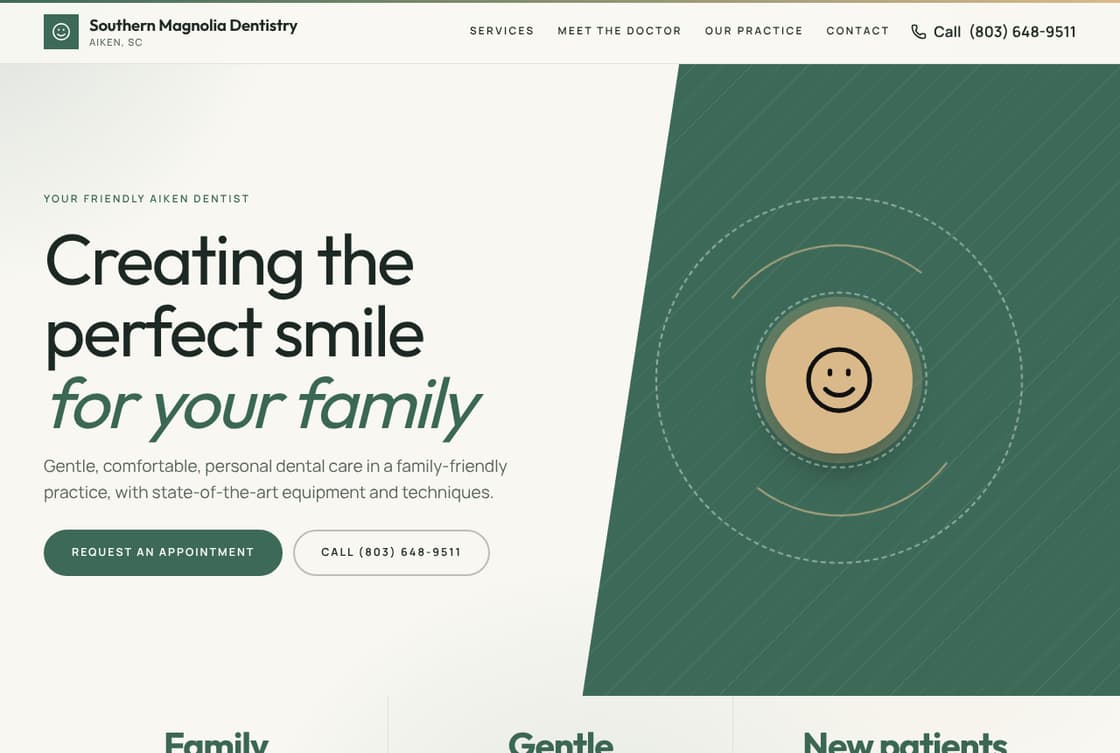 Southern Magnolia Dentistry
AIKEN, SC
SERVICES MEET THE DOCTOR OUR PRACTICE CONTACT Call (803) 648-9511
YOUR FRIENDLY AIKEN DENTIST
Creating the
perfect smile
for your family
Gentle, comfortable, personal dental care in a family-friendly
practice, with state-of-the-art equipment and techniques.
REQUEST AN APPOINTMENT CALL (803) 648-9511
Family Gentle New patients